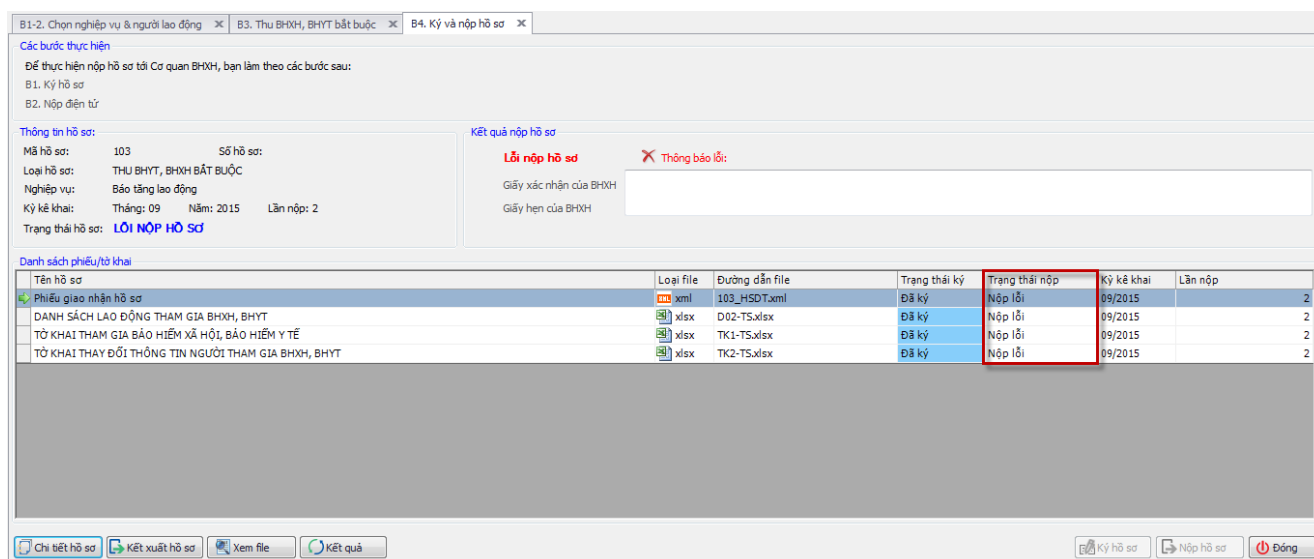 B1-2. Chọn nghiệp vụ & người lao động B3. Thu BHXH, BHYT bắt buộc B4. Ký và nộp hồ sơ
Các bước thực hiện
Để thực hiện nộp hồ sơ tới Cơ quan BHXH, bạn làm theo các bước sau:
B1. Ký hồ sơ
B2. Nộp điện tử
Thông tin hồ sơ:
Mã hồ sơ: 103 Số hồ sơ:
Loại hồ sơ: THU BHYT, BHXH BẮT BUỘC
Nghiệp vụ: Báo tăng lao động
Kỳ kê khai: Tháng: 09 Năm: 2015 Lần nộp: 2
Trạng thái hồ sơ: LỖI NỘP HỒ SƠ
Kết quả nộp hồ sơ
Lỗi nộp hồ sơ Thông báo lỗi:
Giấy xác nhận của BHXH
Giấy hẹn của BHXH
Danh sách phiếu/tờ khai
Tên hồ sơ Loại file Đường dẫn file Trạng thái ký Trạng thái nộp Kỳ kê khai Lần nộp
Phiếu giao nhận hồ sơ xml 103_HSDT.xml Đã ký Nộp lỗi 09/2015 2
DANH SÁCH LAO ĐỘNG THAM GIA BHXH, BHYT xlsx D02-TS.xlsx Đã ký Nộp lỗi 09/2015 2
TỜ KHAI THAM GIA BẢO HIỂM XÃ HỘI, BẢO HIỂM Y TẾ xlsx TK1-TS.xlsx Đã ký Nộp lỗi 09/2015 2
TỜ KHAI THAY ĐỔI THÔNG TIN NGƯỜI THAM GIA BHXH, BHYT xlsx TK2-TS.xlsx Đã ký Nộp lỗi 09/2015 2
Chi tiết hồ sơ Kết xuất hồ sơ Xem file Kết quả Ký hồ sơ Nộp hồ sơ Đóng